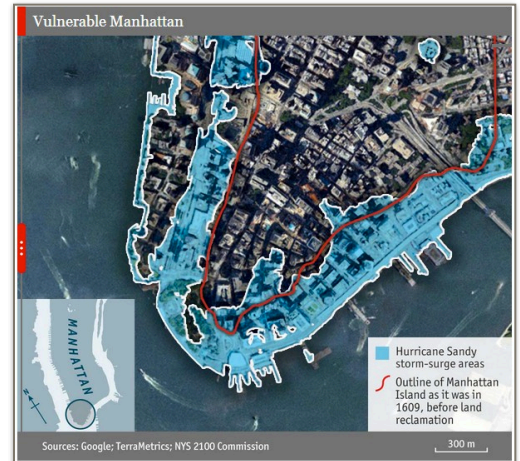 Vulnerable Manhattan
MANHATTAN
N
Hurricane Sandy
storm-surge areas
Outline of Manhattan
Island as it was in
1609, before land
reclamation
Sources: Google; TerraMetrics; NYS 2100 Commission
300 m